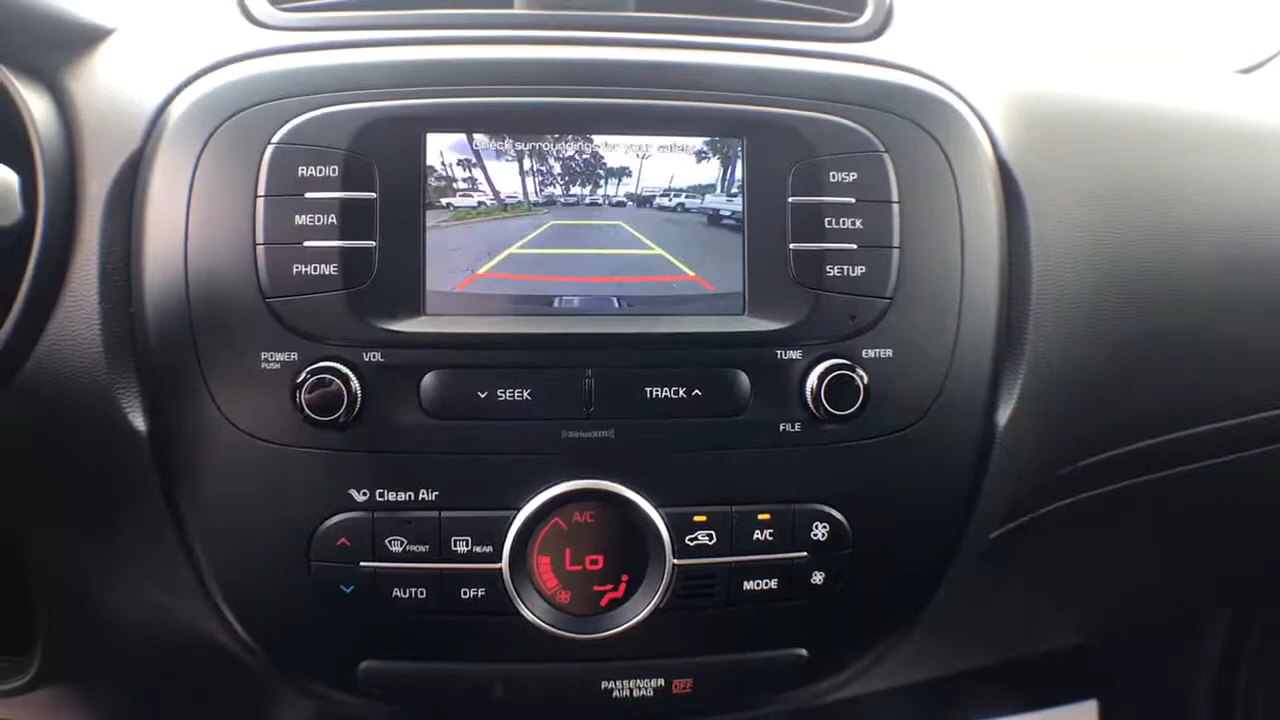 Check surroundings for your safety
RADIO
MEDIA
PHONE
DISP
CLOCK
SETUP
POWER
PUSH
VOL
SEEK
TRACK
TUNE
ENTER
FILE
SiriusXM
Clean Air
FRONT
REAR
AUTO
OFF
A/C
Lo
A/C
MODE
PASSENGER
AIR BAG OFF